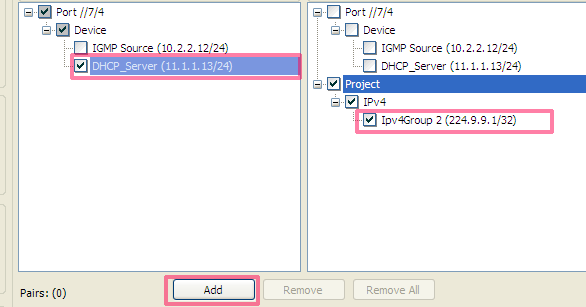 Port //7/4
Device
IGMP Source (10.2.2.12/24)
DHCP_Server (11.1.1.13/24)
Port //7/4
Device
IGMP Source (10.2.2.12/24)
DHCP_Server (11.1.1.13/24)
Project
IPv4
Ipv4Group 2 (224.9.9.1/32)
Pairs: (0)
Add
Remove
Remove All